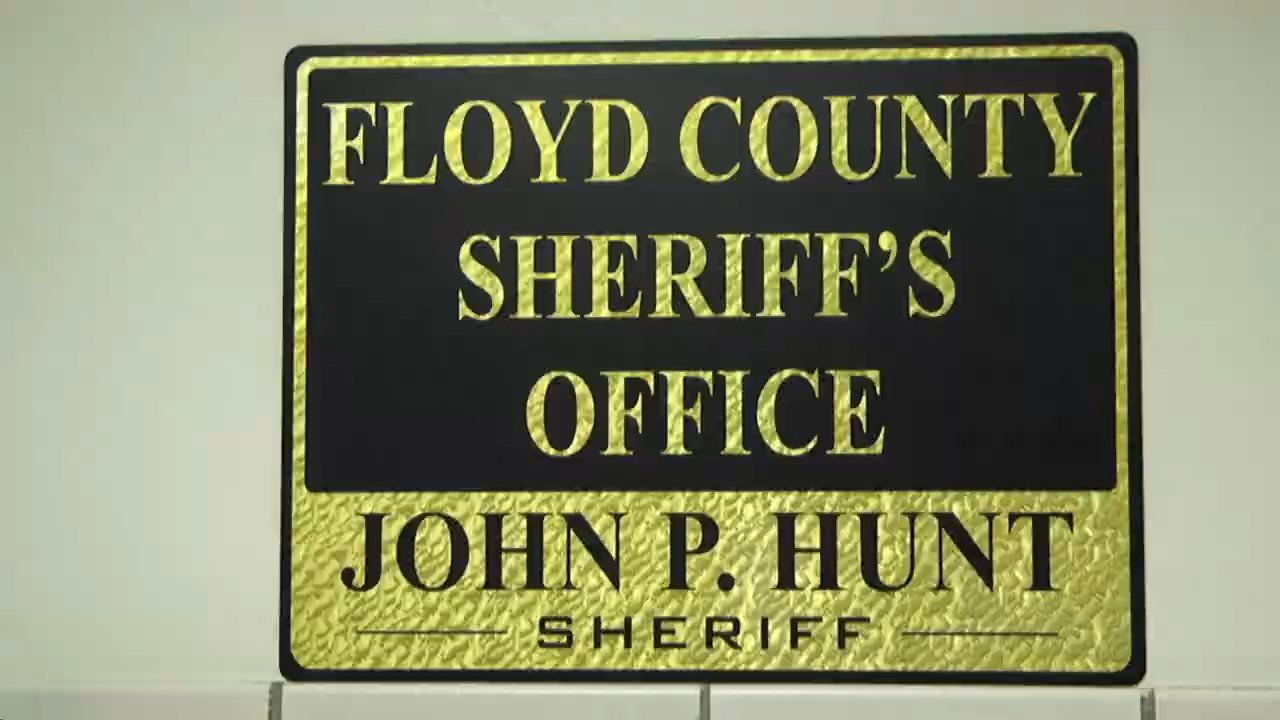 FLOYD COUNTY
SHERIFF'S
OFFICE
JOHN P. HUNT
SHERIFF